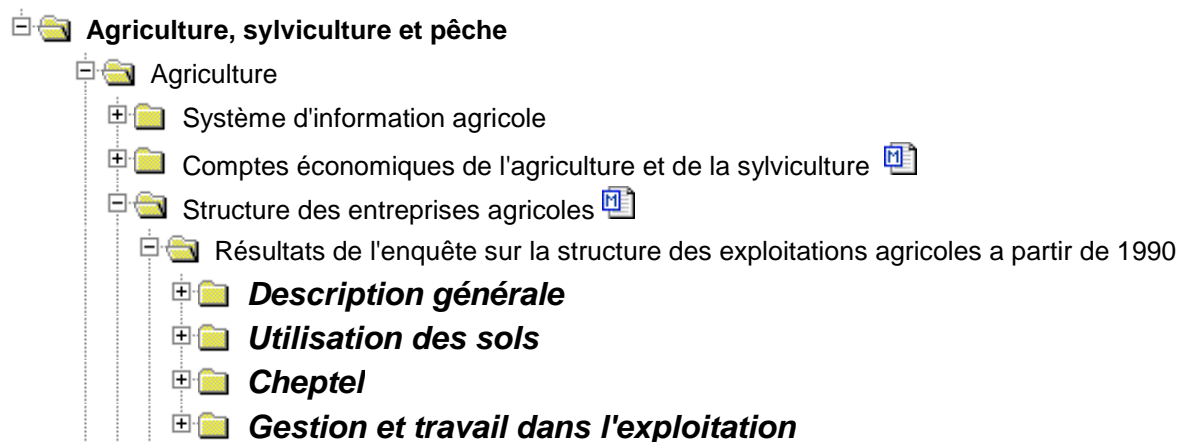 Agriculture, sylviculture et pêche
Agriculture
Système d'information agricole
Comptes économiques de l'agriculture et de la sylviculture M
Structure des entreprises agricoles M
Résultats de l'enquête sur la structure des exploitations agricoles a partir de 1990
Description générale
Utilisation des sols
Cheptel
Gestion et travail dans l'exploitation